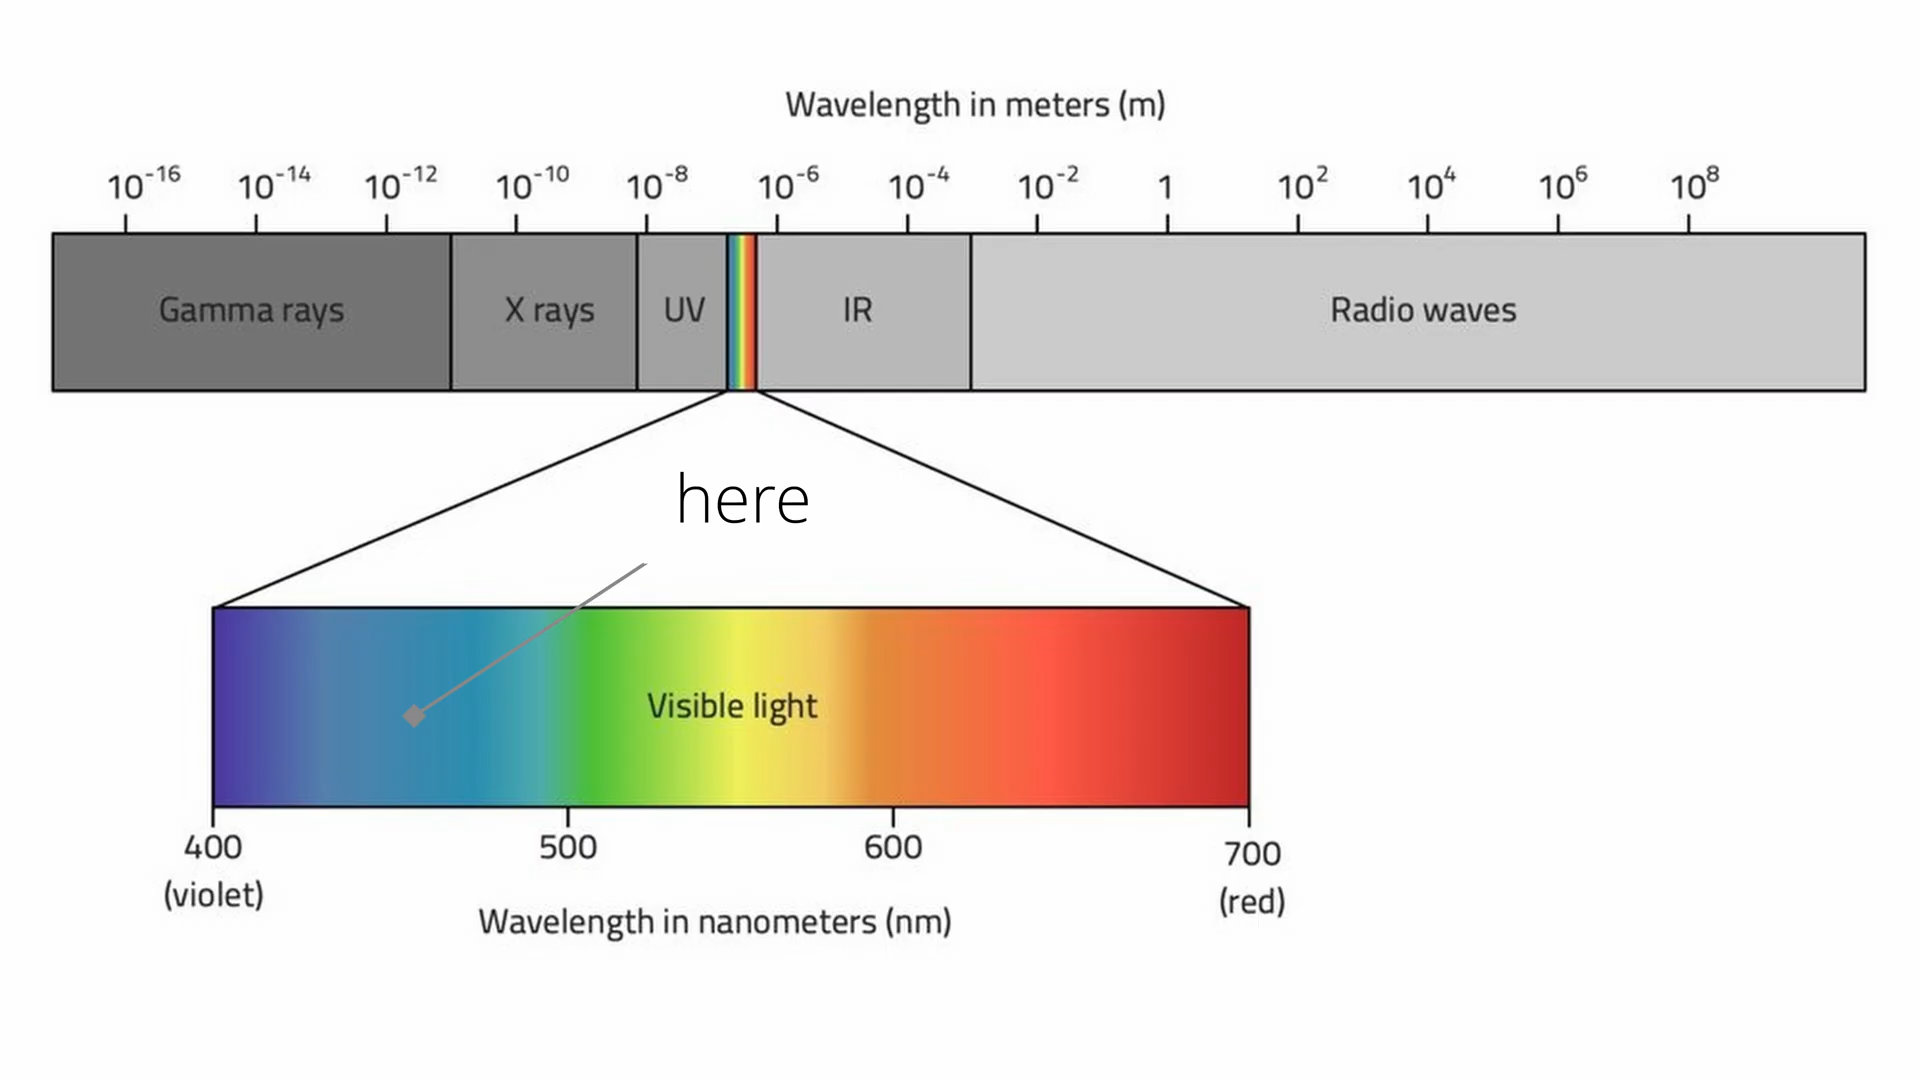 Wavelength in meters (m)
10⁻¹⁶ 10⁻¹⁴ 10⁻¹² 10⁻¹⁰ 10⁻⁸ 10⁻⁶ 10⁻⁴ 10⁻² 1 10² 10⁴ 10⁶ 10⁸
Gamma rays X rays UV IR Radio waves
here
Visible light
400 500 600 700
(violet) (red)
Wavelength in nanometers (nm)